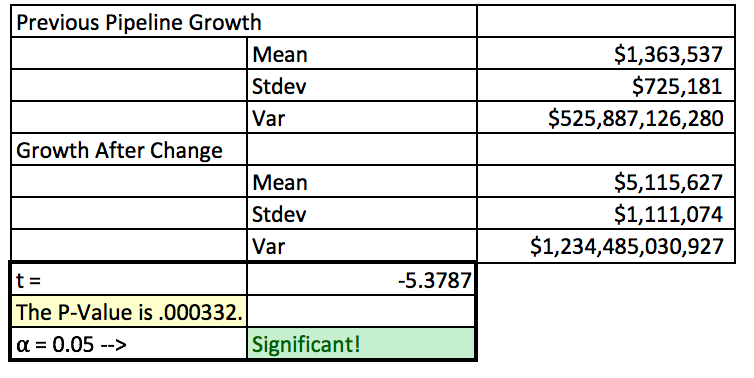 Previous Pipeline Growth
Mean $1,363,537
Stdev $725,181
Var $525,887,126,280
Growth After Change
Mean $5,115,627
Stdev $1,111,074
Var $1,234,485,030,927
t = -5.3787
The P-Value is .000332.
α = 0.05 --> Significant!